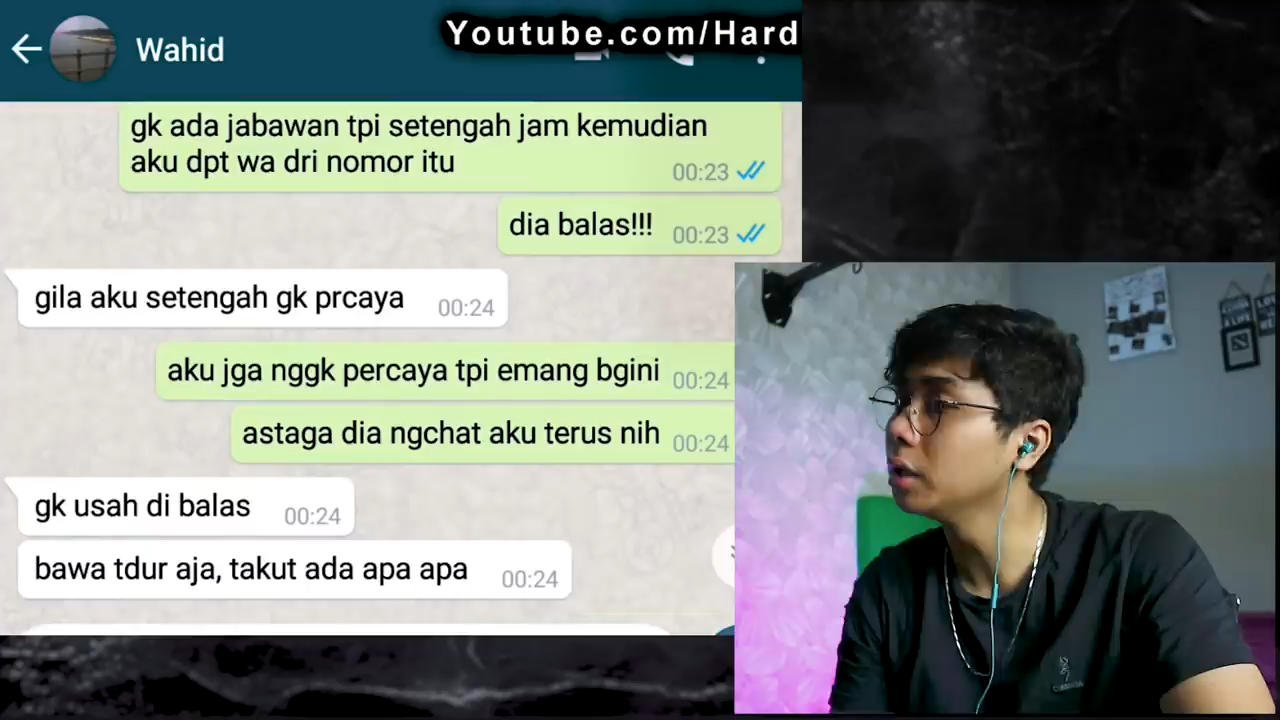 Youtube.com/Hard
Wahid
gk ada jabawan tpi setengah jam kemudian
aku dpt wa dri nomor itu
00:23
dia balas!!! 00:23
gila aku setengah gk prcaya 00:24
aku jga nggk percaya tpi emang bgini 00:24
astaga dia ngchat aku terus nih 00:24
gk usah di balas 00:24
bawa tdur aja, takut ada apa apa 00:24